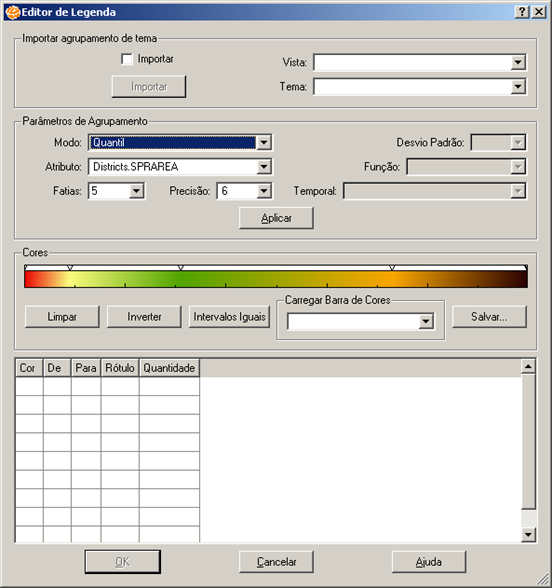 Editor de Legenda
Importar agrupamento de tema
Importar
Vista:
Importar
Tema:
Parâmetros de Agrupamento
Modo: Quantil Desvio Padrão:
Atributo: Districts.SPRAREA Função:
Fatias: 5 Precisão: 6 Temporal:
Aplicar
Cores
Limpar Inverter Intervalos Iguais Carregar Barra de Cores Salvar...
Cor De Para Rótulo Quantidade
OK Cancelar Ajuda